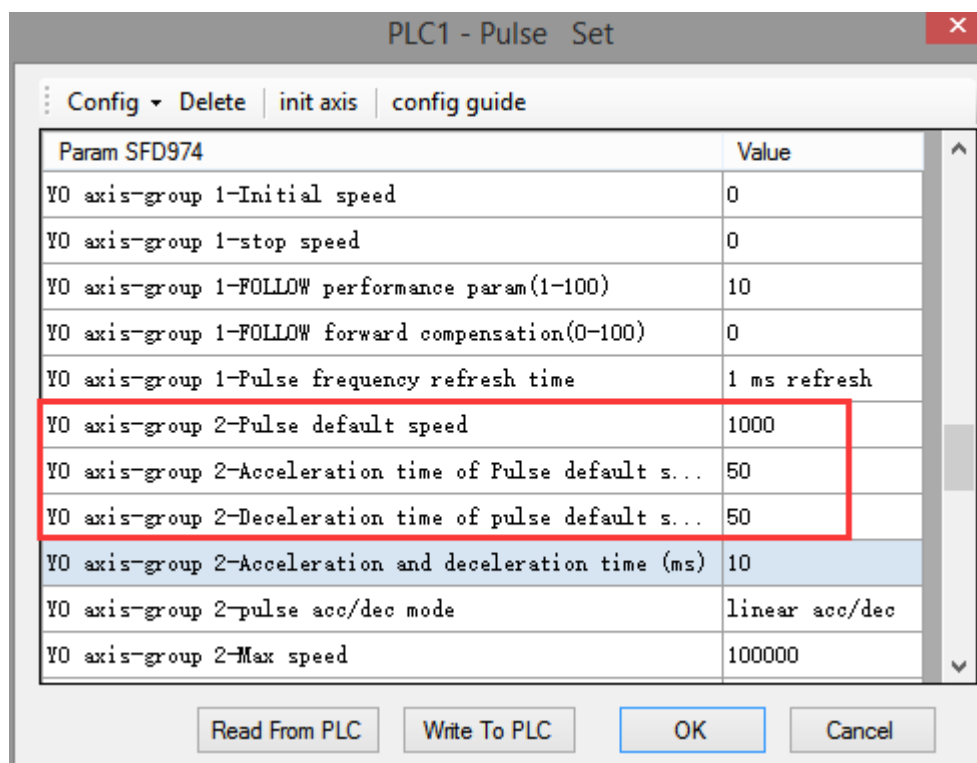 PLC1 - Pulse Set
Config Delete init axis config guide
Param SFD974 Value
Y0 axis-group 1-Initial speed 0
Y0 axis-group 1-stop speed 0
Y0 axis-group 1-FOLLOW performance param(1-100) 10
Y0 axis-group 1-FOLLOW forward compensation(0-100) 0
Y0 axis-group 1-Pulse frequency refresh time 1 ms refresh
Y0 axis-group 2-Pulse default speed 1000
Y0 axis-group 2-Acceleration time of Pulse default s... 50
Y0 axis-group 2-Deceleration time of pulse default s... 50
Y0 axis-group 2-Acceleration and deceleration time (ms) 10
Y0 axis-group 2-pulse acc/dec mode linear acc/dec
Y0 axis-group 2-Max speed 100000
Read From PLC Write To PLC OK Cancel